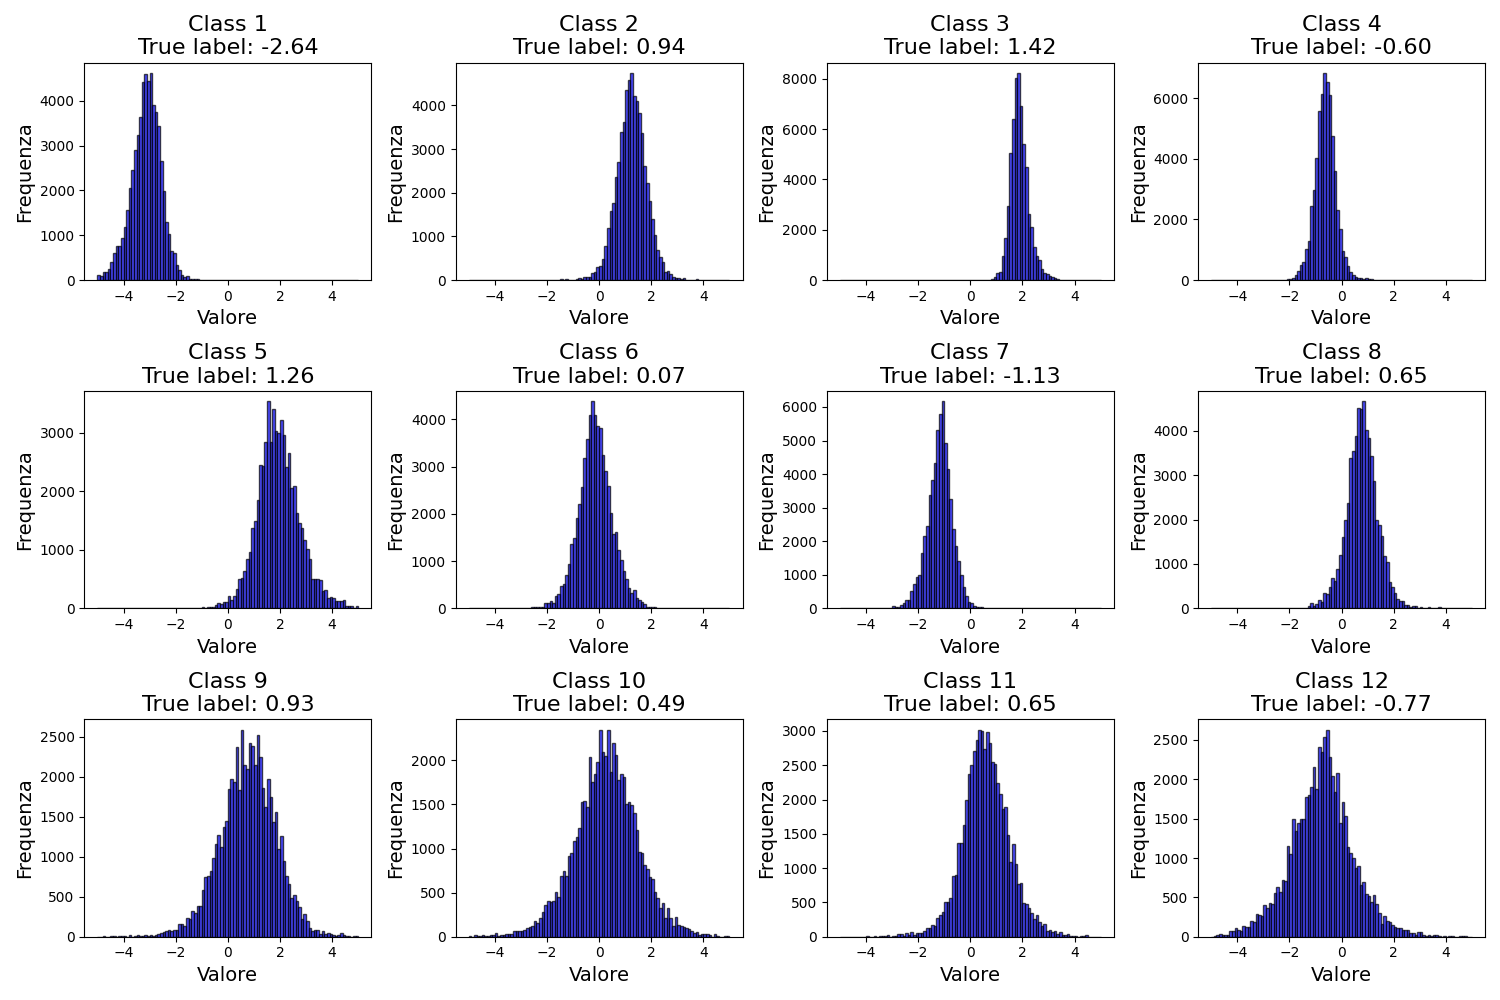 Class 1
True label: -2.64
Frequenza
4000
3000
2000
1000
0
−4 −2 0 2 4
Valore
Class 2
True label: 0.94
Frequenza
4000
3000
2000
1000
0
−4 −2 0 2 4
Valore
Class 3
True label: 1.42
Frequenza
8000
6000
4000
2000
0
−4 −2 0 2 4
Valore
Class 4
True label: -0.60
Frequenza
6000
4000
2000
0
−4 −2 0 2 4
Valore
Class 5
True label: 1.26
Frequenza
3000
2000
1000
0
−4 −2 0 2 4
Valore
Class 6
True label: 0.07
Frequenza
4000
3000
2000
1000
0
−4 −2 0 2 4
Valore
Class 7
True label: -1.13
Frequenza
6000
5000
4000
3000
2000
1000
0
−4 −2 0 2 4
Valore
Class 8
True label: 0.65
Frequenza
4000
3000
2000
1000
0
−4 −2 0 2 4
Valore
Class 9
True label: 0.93
Frequenza
2500
2000
1500
1000
500
0
−4 −2 0 2 4
Valore
Class 10
True label: 0.49
Frequenza
2000
1500
1000
500
0
−4 −2 0 2 4
Valore
Class 11
True label: 0.65
Frequenza
3000
2500
2000
1500
1000
500
0
−4 −2 0 2 4
Valore
Class 12
True label: -0.77
Frequenza
2500
2000
1500
1000
500
0
−4 −2 0 2 4
Valore